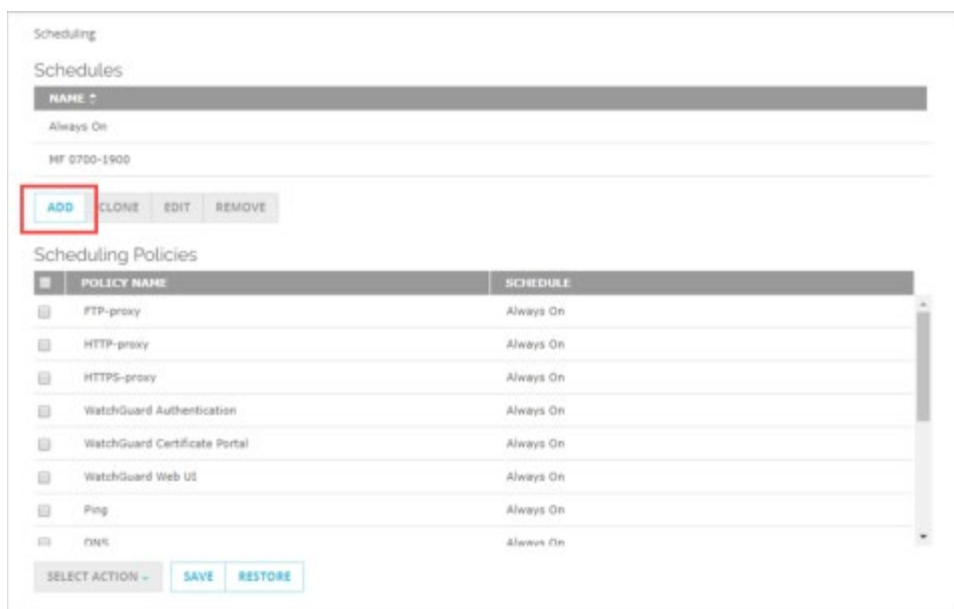 Scheduling
Schedules
NAME
Always On
MF 0700-1900
ADD CLONE EDIT REMOVE
Scheduling Policies
POLICY NAME SCHEDULE
FTP-proxy Always On
HTTP-proxy Always On
HTTPS-proxy Always On
WatchGuard Authentication Always On
WatchGuard Certificate Portal Always On
WatchGuard Web UI Always On
Ping Always On
DNS Always On
SELECT ACTION SAVE RESTORE